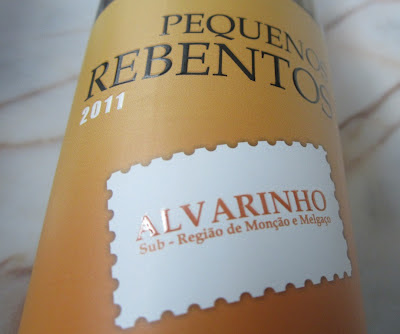 PEQUENOS
REBENTOS
2011
ALVARINHO
Sub - Região de Monção e Melgaço